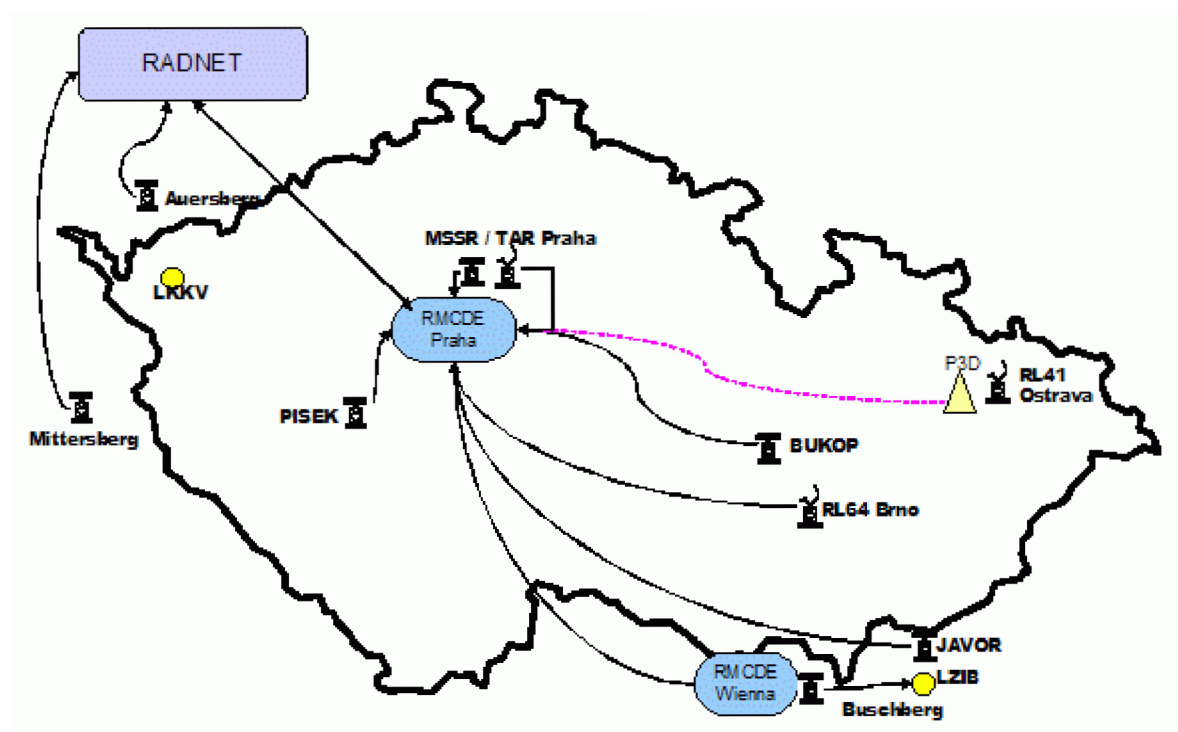 RADNET
Auersberg
MSSR / TAR Praha
LKKV
RMCDE
Praha
P3D
RL41
Ostrava
PISEK
Mittersberg
BUKOP
RL64 Brno
JAVOR
RMCDE
Wienna
LZIB
Buschberg